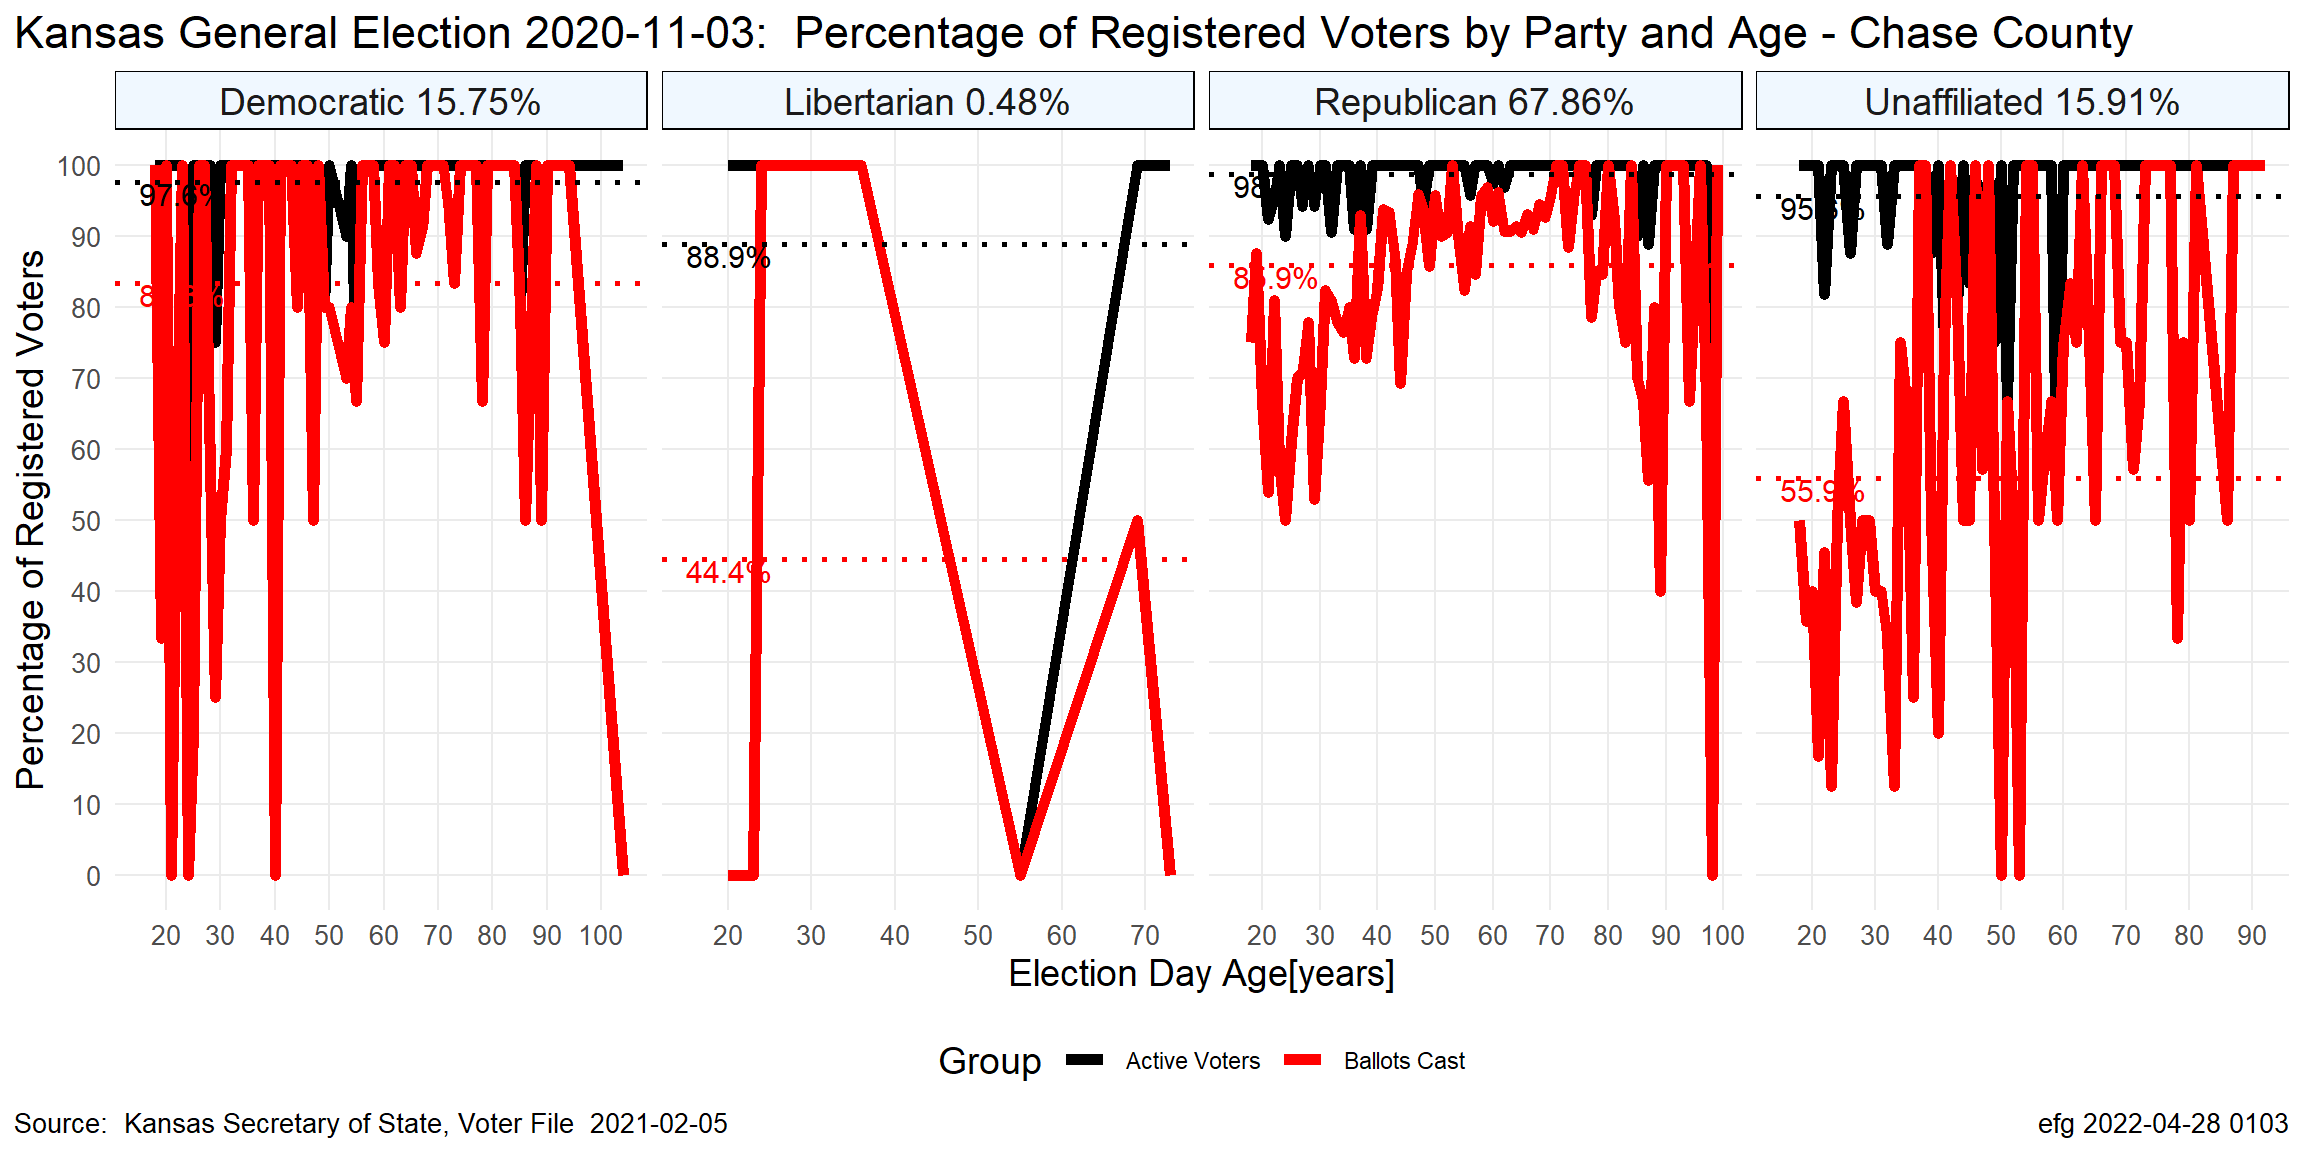 Kansas General Election 2020-11-03:  Percentage of Registered Voters by Party and Age - Chase County
Democratic 15.75%
Libertarian 0.48%
Republican 67.86%
Unaffiliated 15.91%
Percentage of Registered Voters
100
90
80
70
60
50
40
30
20
10
0
97.6%
88.9%
44.4%
55.9%
20 30 40 50 60 70 80 90 100
20 30 40 50 60 70
20 30 40 50 60 70 80 90 100
20 30 40 50 60 70 80 90
Election Day Age[years]
Group Active Voters Ballots Cast
Source:  Kansas Secretary of State, Voter File  2021-02-05
efg 2022-04-28 0103